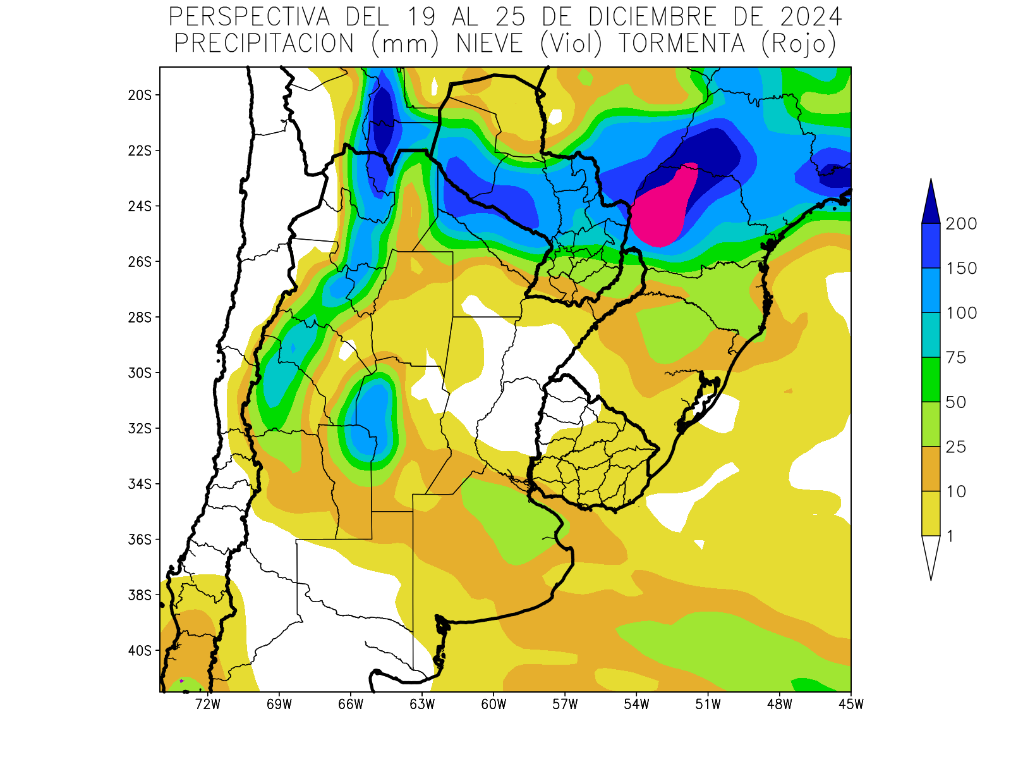 PERSPECTIVA DEL 19 AL 25 DE DICIEMBRE DE 2024
PRECIPITACION (mm) NIEVE (Viol) TORMENTA (Rojo)
20S
22S
24S
26S
28S
30S
32S
34S
36S
38S
40S
72W 69W 66W 63W 60W 57W 54W 51W 48W 45W
200
150
100
75
50
25
10
1